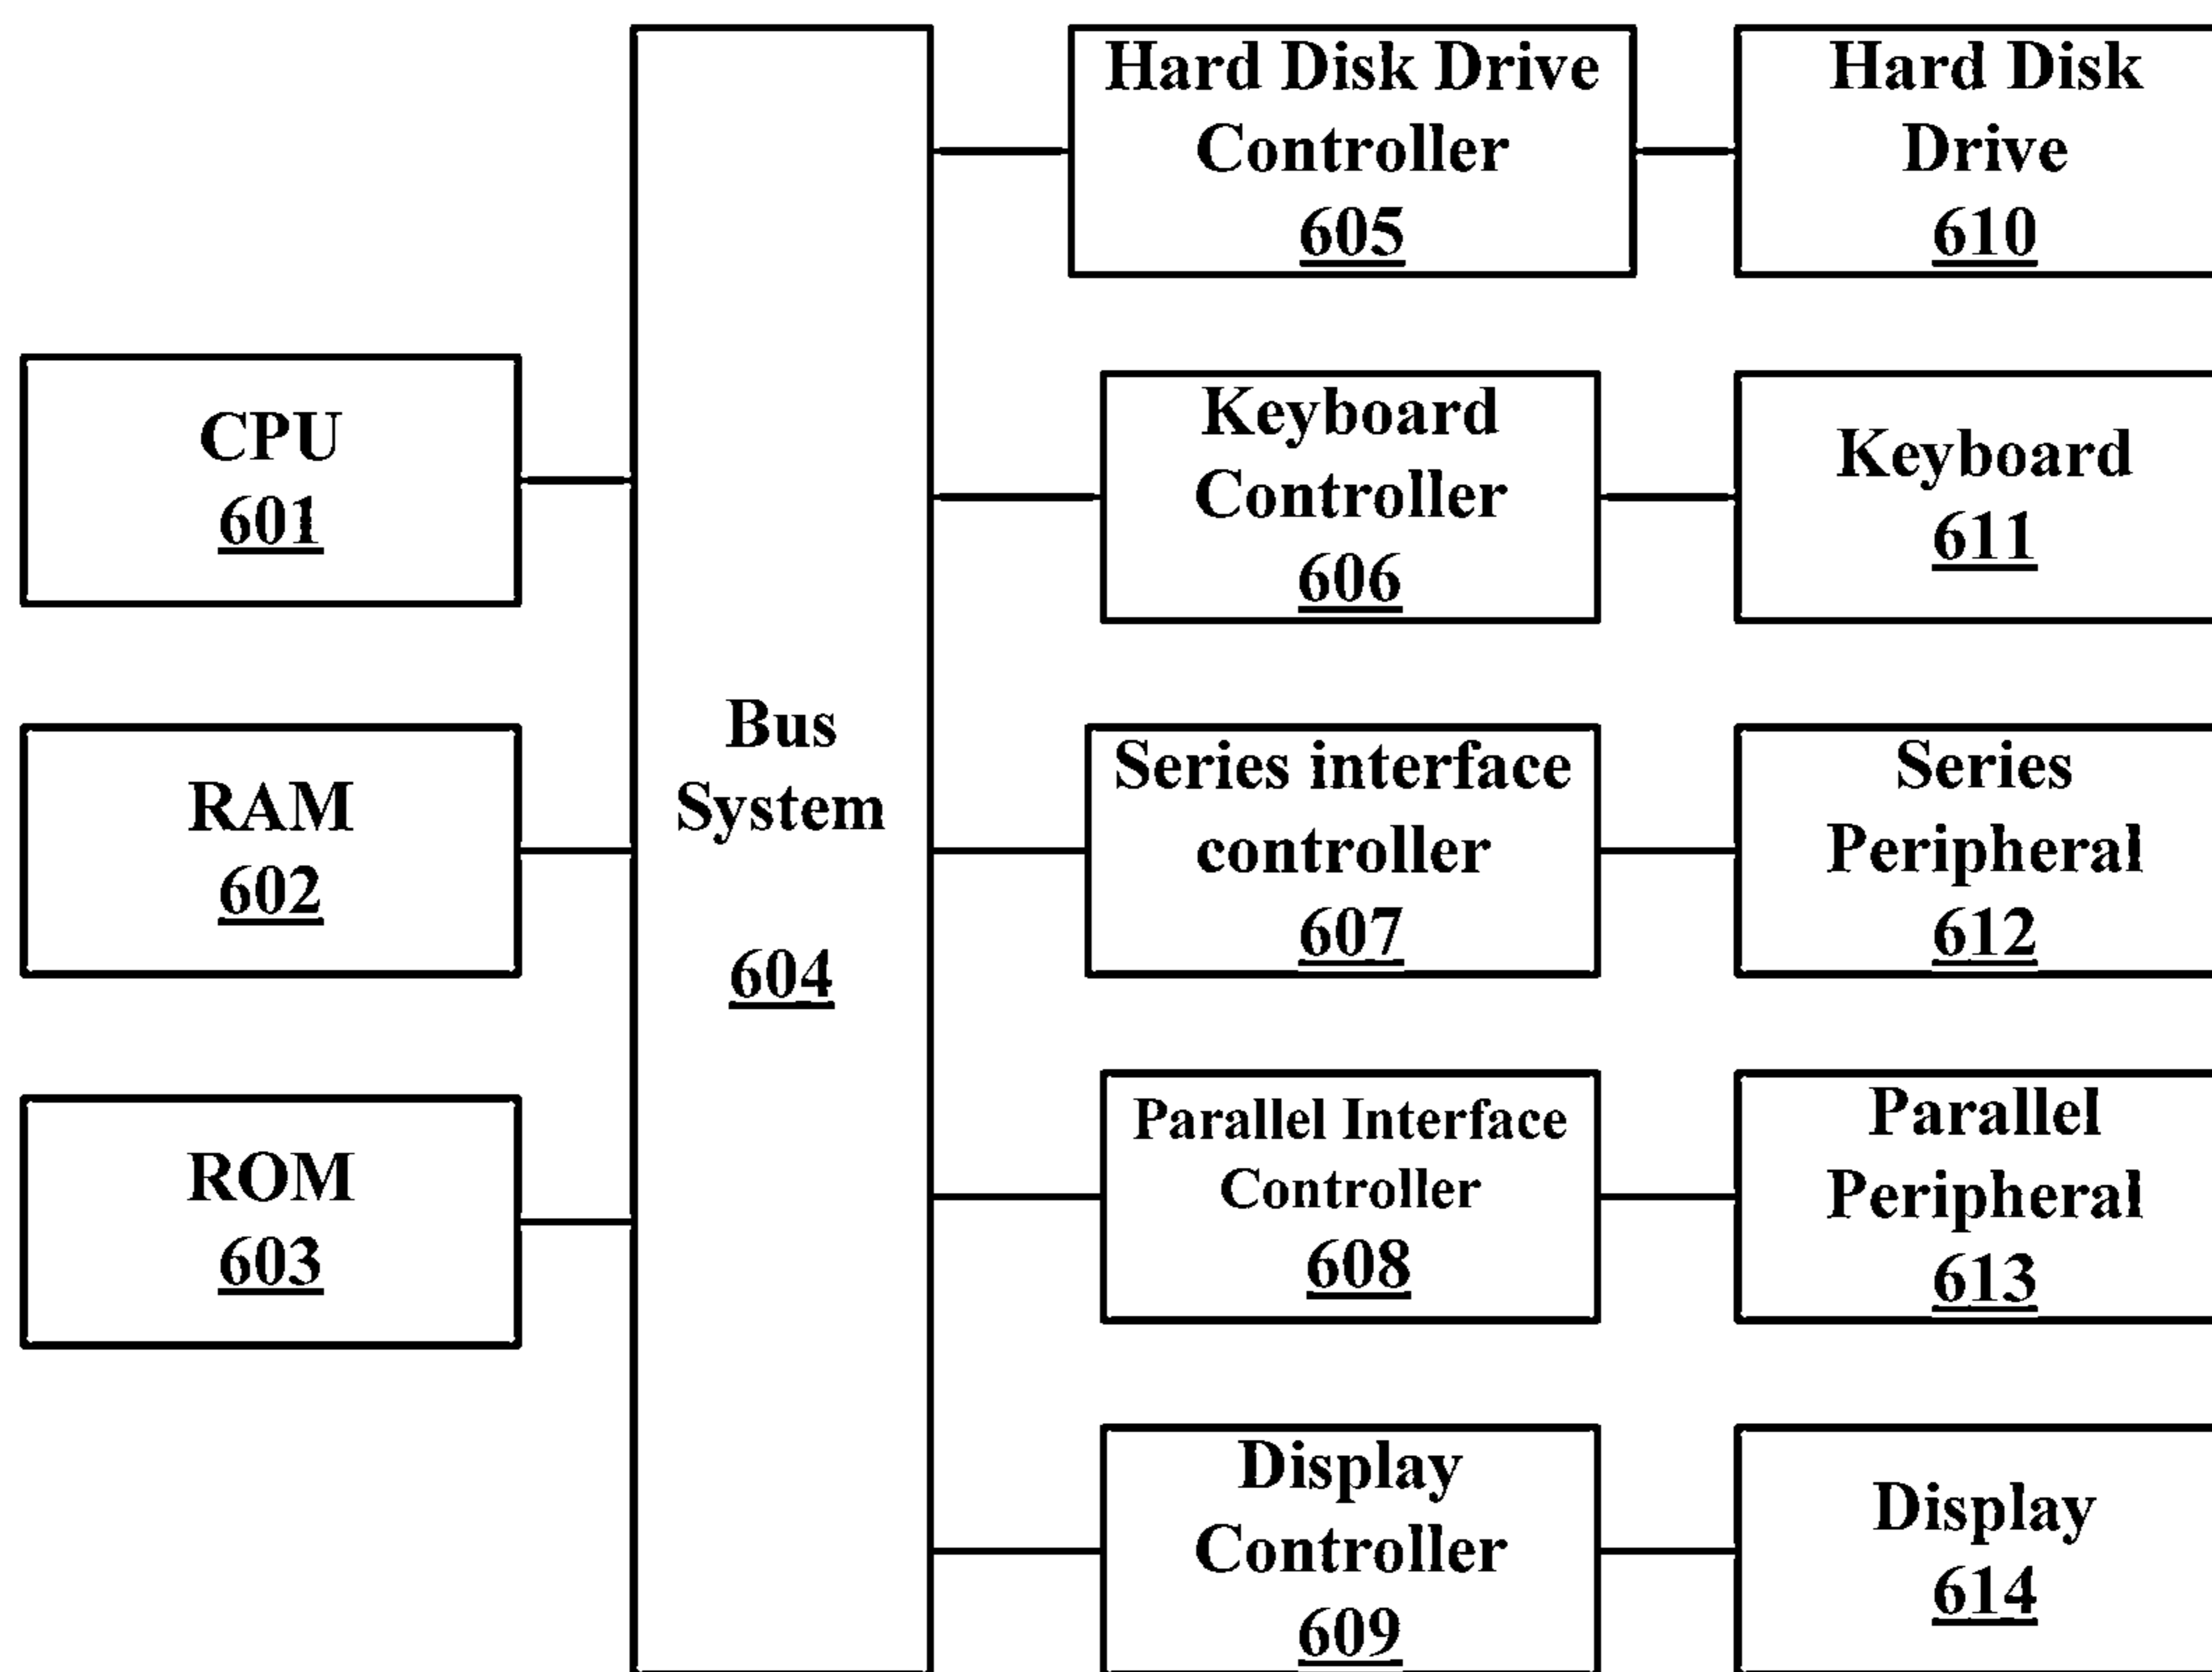 Hard Disk Drive
Controller
605
Hard Disk
Drive
610
CPU
601
Keyboard
Controller
606
Keyboard
611
Bus
System
604
RAM
602
Series interface
controller
607
Series
Peripheral
612
ROM
603
Parallel Interface
Controller
608
Parallel
Peripheral
613
Display
Controller
609
Display
614